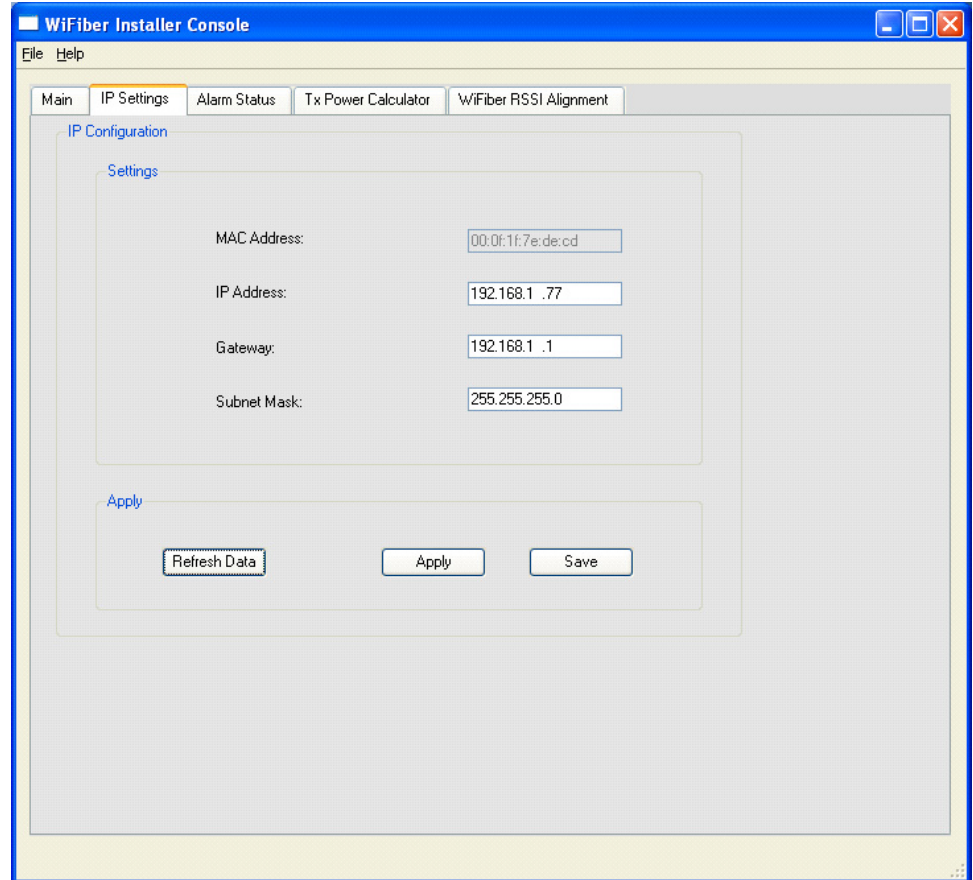 WiFiber Installer Console
File Help
Main IP Settings Alarm Status Tx Power Calculator WiFiber RSSI Alignment
IP Configuration
Settings
MAC Address: 00:0f:1f:7e:de:cd
IP Address: 192.168.1 .77
Gateway: 192.168.1 .1
Subnet Mask: 255.255.255.0
Apply
Refresh Data Apply Save